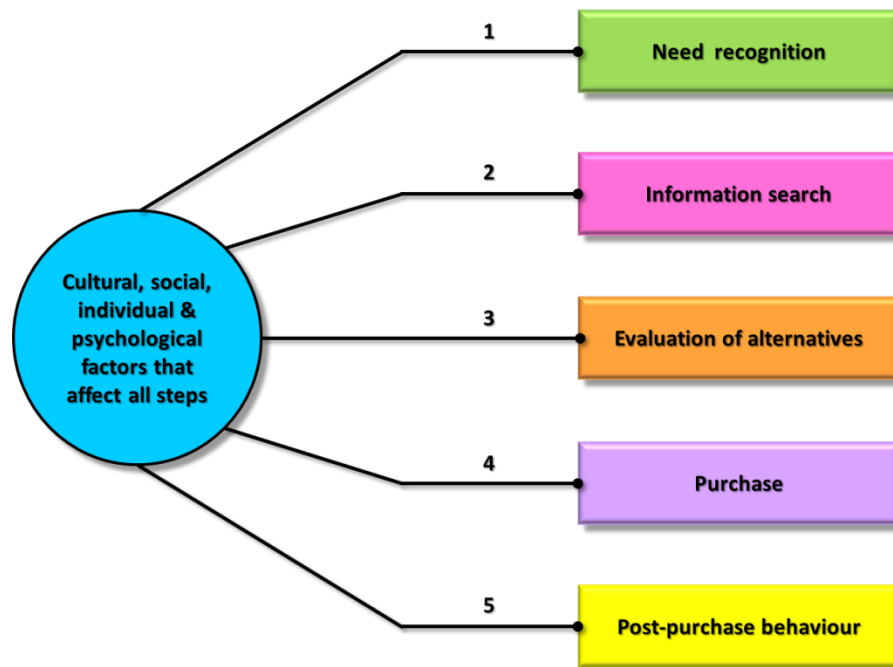 1
Need recognition
2
Information search
Cultural, social,
individual &
psychological
factors that
affect all steps
3
Evaluation of alternatives
4
Purchase
5
Post-purchase behaviour